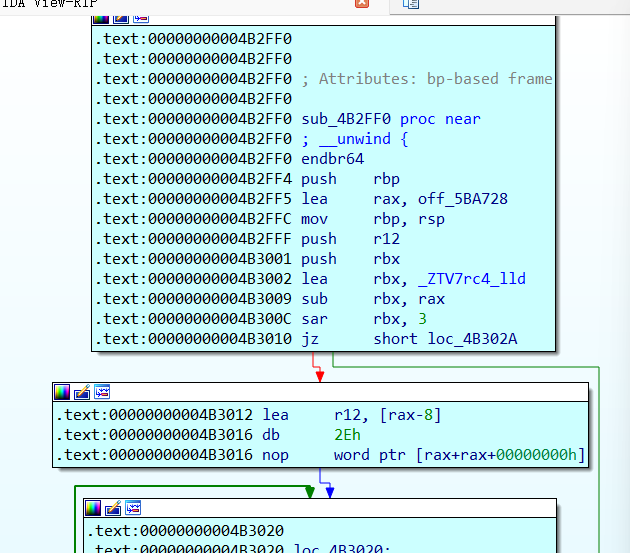 IDA View-RIP
.text:00000000004B2FF0
.text:00000000004B2FF0
.text:00000000004B2FF0 ; Attributes: bp-based frame
.text:00000000004B2FF0
.text:00000000004B2FF0 sub_4B2FF0 proc near
.text:00000000004B2FF0 ; __unwind {
.text:00000000004B2FF0 endbr64
.text:00000000004B2FF4 push    rbp
.text:00000000004B2FF5 lea     rax, off_5BA728
.text:00000000004B2FFC mov     rbp, rsp
.text:00000000004B2FFF push    r12
.text:00000000004B3001 push    rbx
.text:00000000004B3002 lea     rbx, _ZTV7rc4_lld
.text:00000000004B3009 sub     rbx, rax
.text:00000000004B300C sar     rbx, 3
.text:00000000004B3010 jz      short loc_4B302A
.text:00000000004B3012 lea     r12, [rax-8]
.text:00000000004B3016 db      2Eh
.text:00000000004B3016 nop     word ptr [rax+rax+00000000h]
.text:00000000004B3020
.text:00000000004B3020 loc_4B3020: